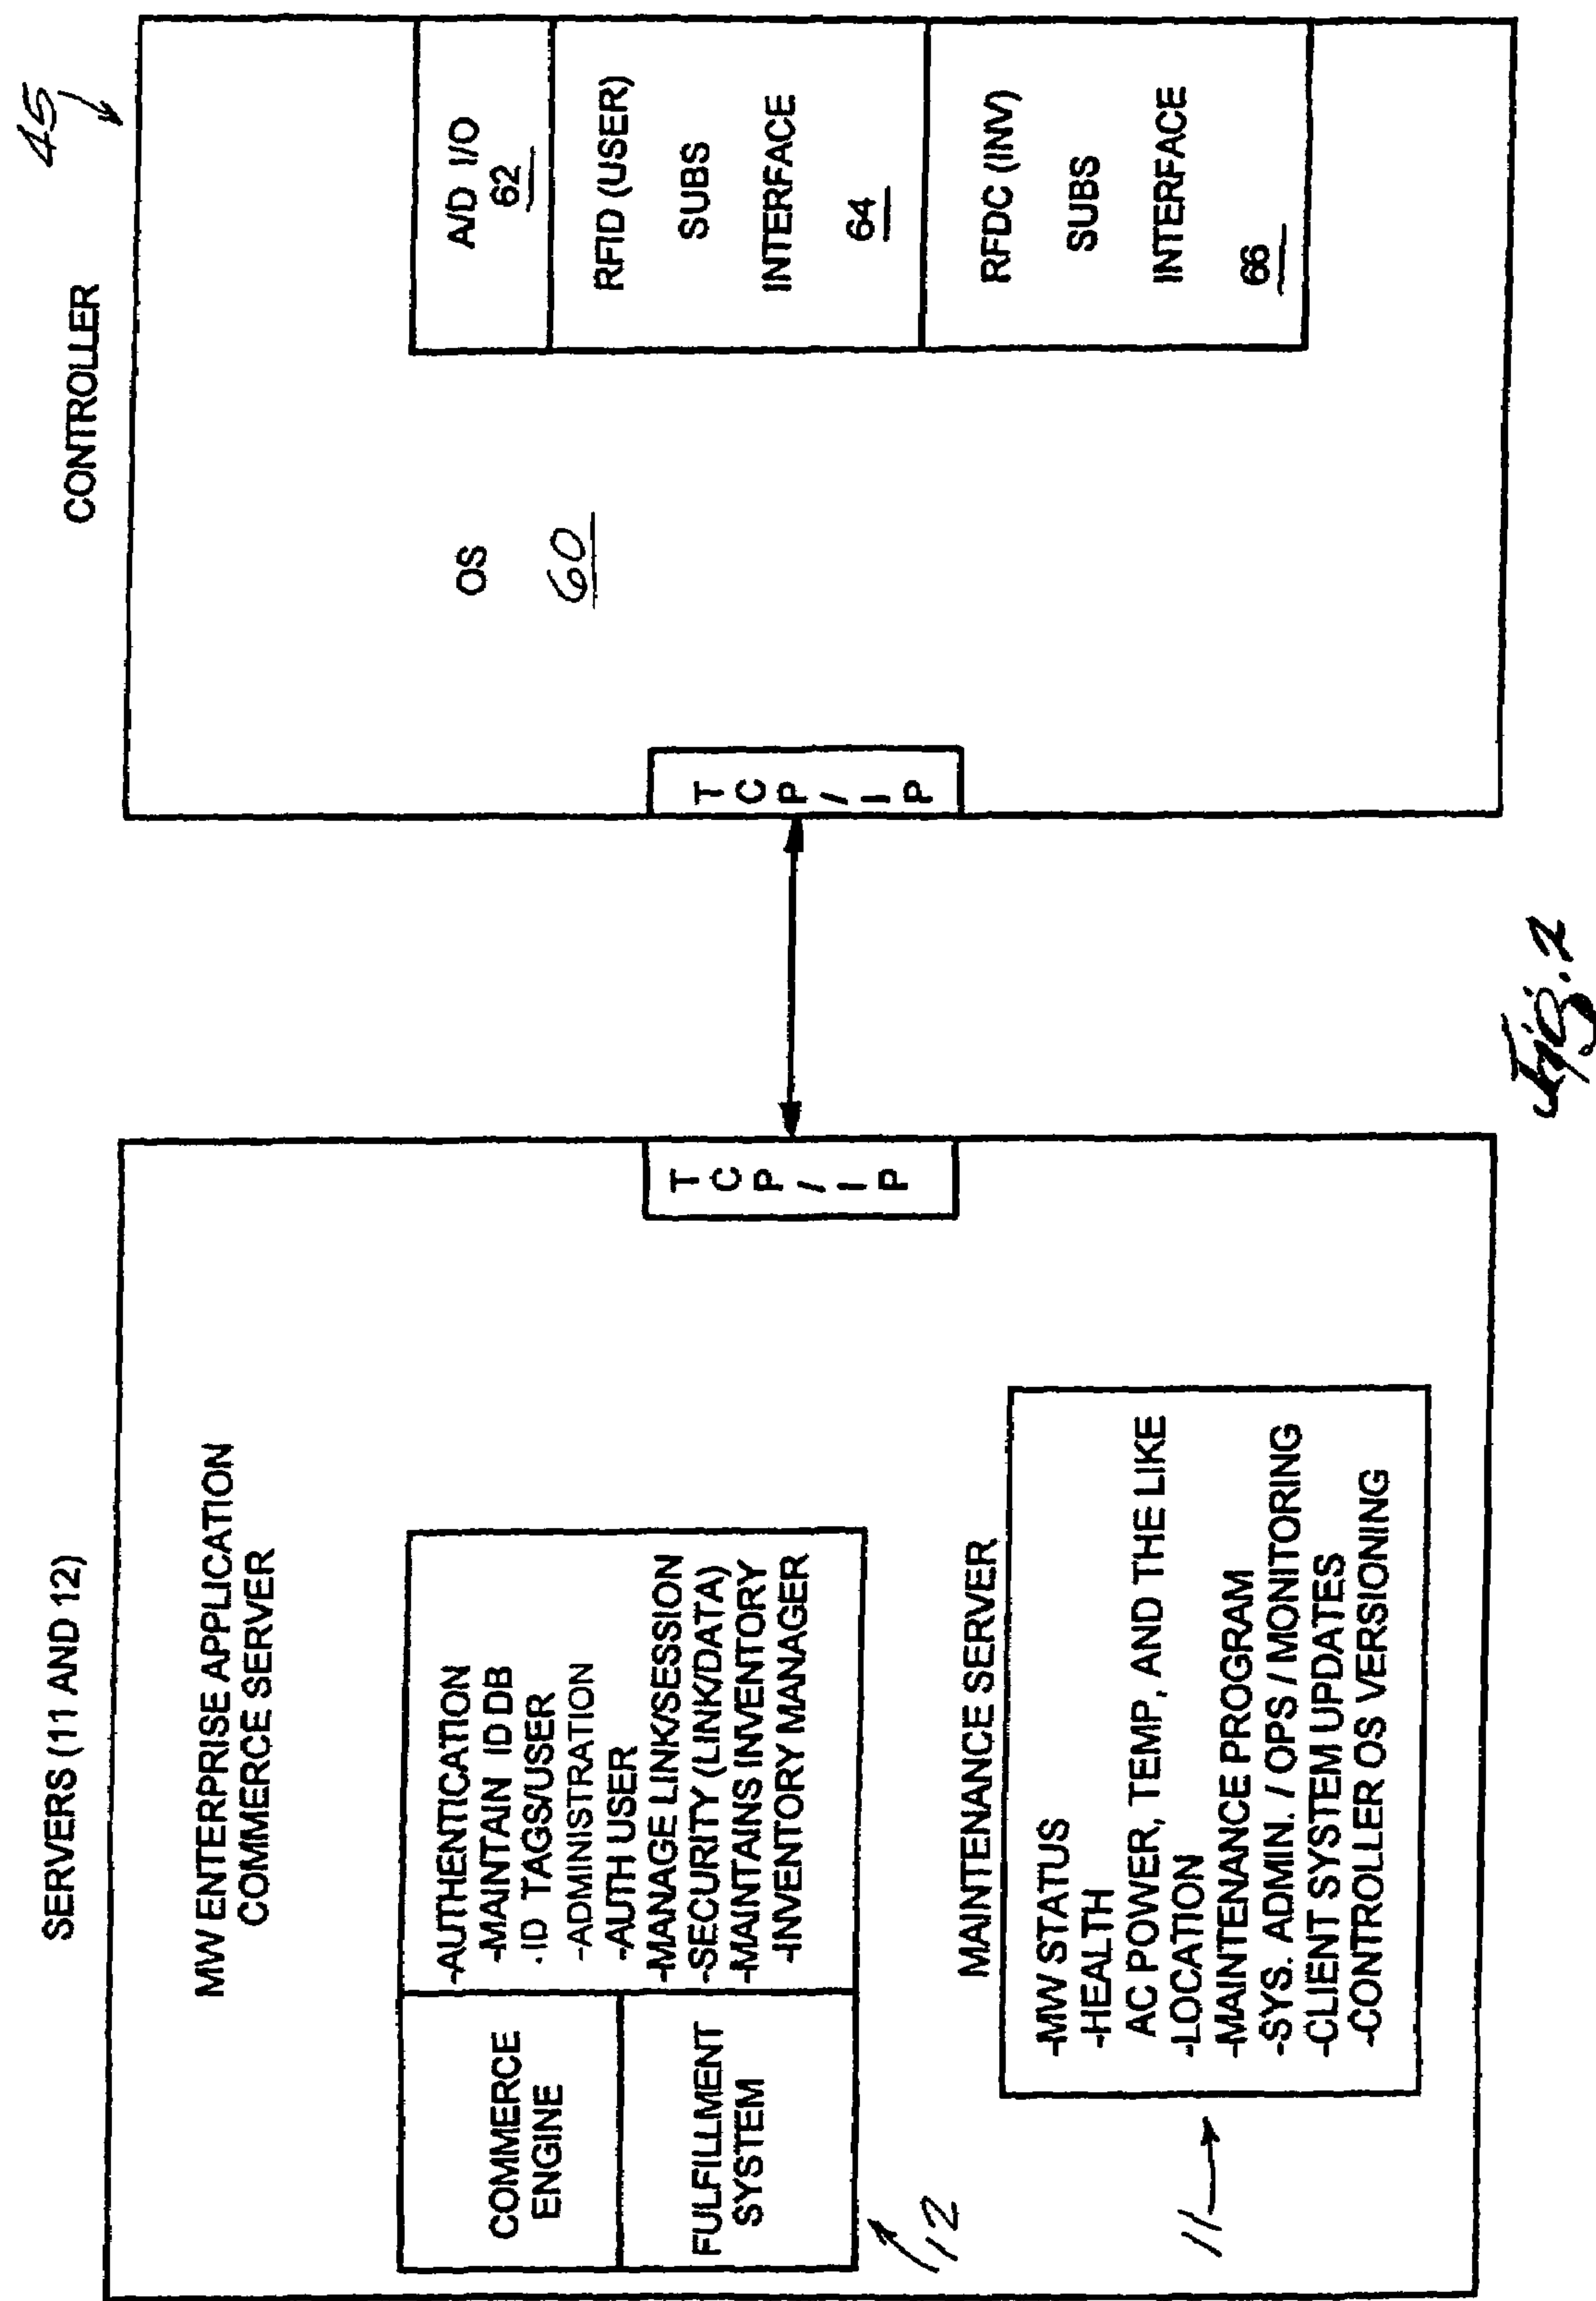 SERVERS (11 AND 12)
MW ENTERPRISE APPLICATION
COMMERCE SERVER
COMMERCE
ENGINE
FULFILLMENT
SYSTEM
-AUTHENTICATION
-MAINTAIN ID DB
-ID TAGS/USER
-ADMINISTRATION
-AUTH USER
-MANAGE LINK/SESSION
-SECURITY (LINK/DATA)
-MAINTAINS INVENTORY
-INVENTORY MANAGER
12
MAINTENANCE SERVER
-MW STATUS
-HEALTH
AC POWER, TEMP, AND THE LIKE
-LOCATION
-MAINTENANCE PROGRAM
-SYS. ADMIN. / OPS / MONITORING
-CLIENT SYSTEM UPDATES
-CONTROLLER OS VERSIONING
11
TCP/IP
TCP/IP
CONTROLLER
45
OS
60
A/D I/O
62
RFID (USER)
SUBS
INTERFACE
64
RFDC (INV)
SUBS
INTERFACE
66
Fig. 2